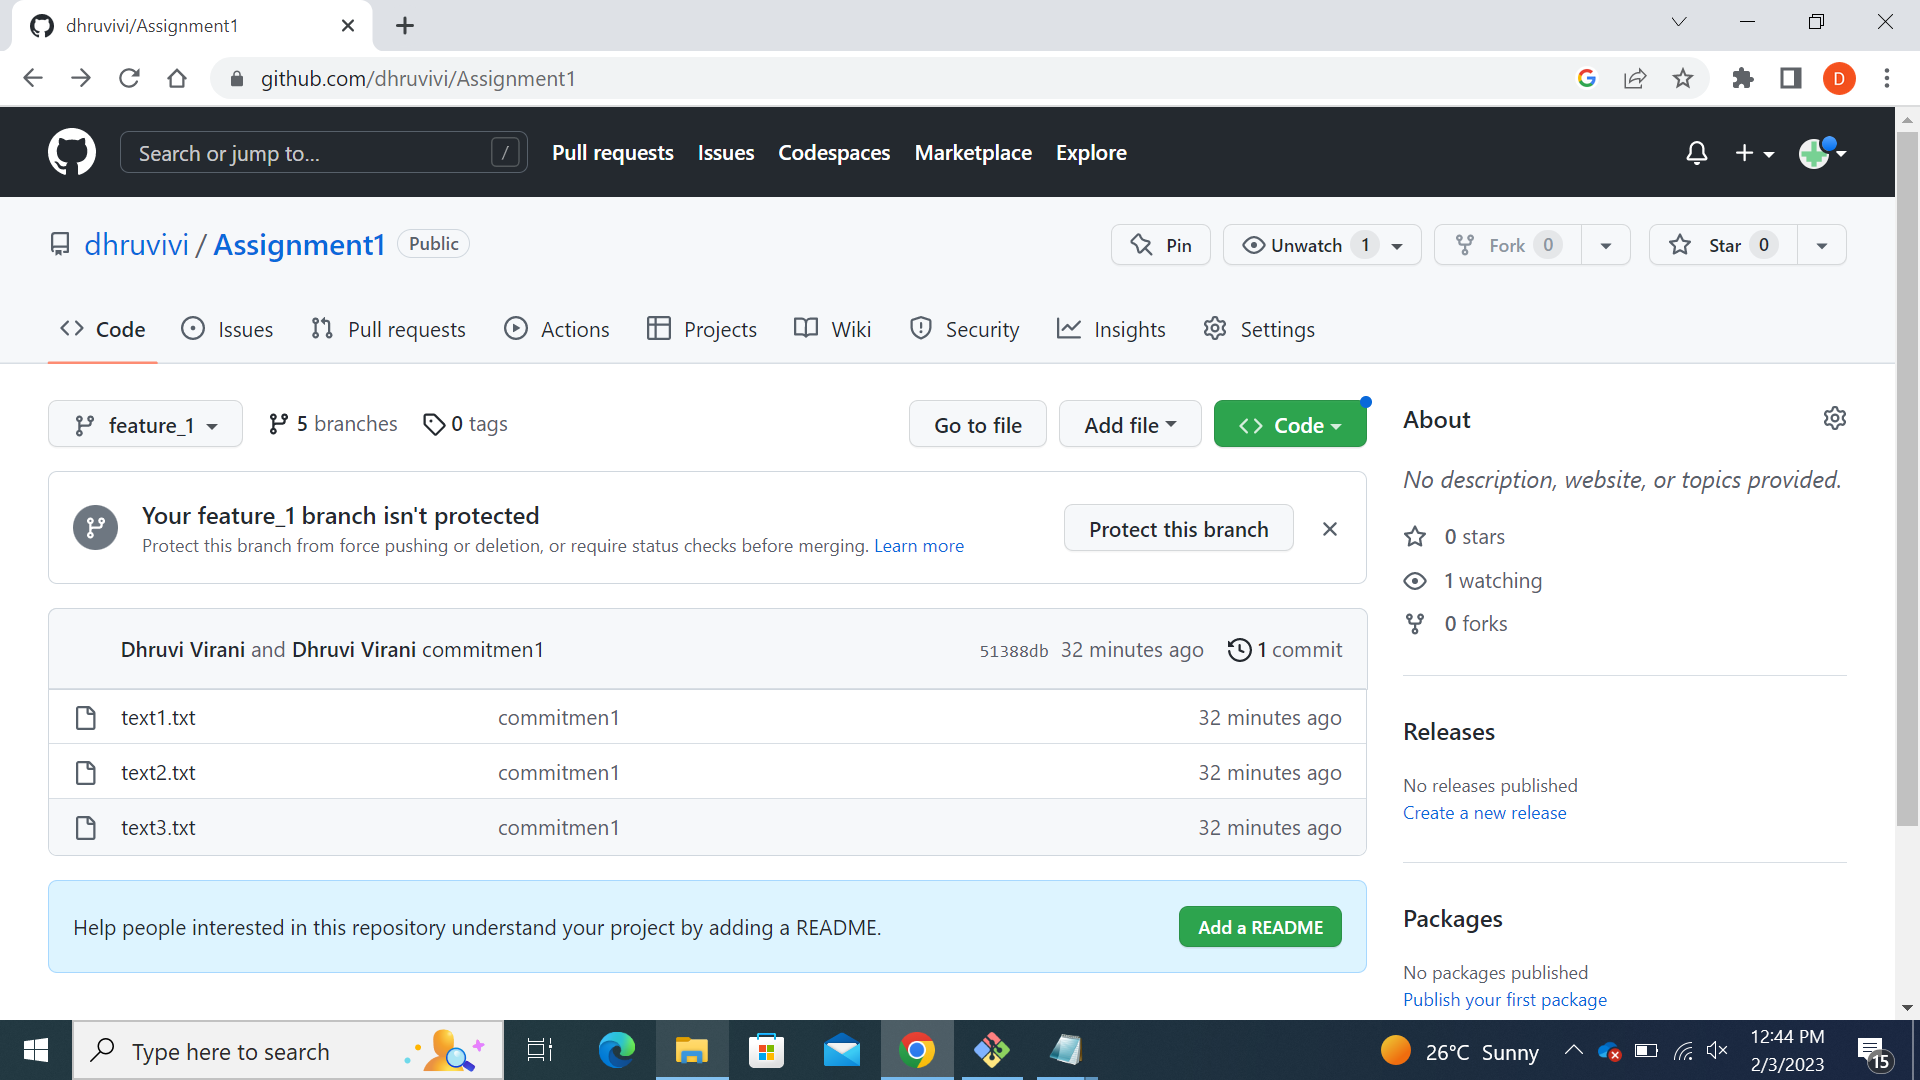 dhruvivi/Assignment1
github.com/dhruvivi/Assignment1
D
Search or jump to... /
Pull requests Issues Codespaces Marketplace Explore
dhruvivi / Assignment1 Public
Pin Unwatch 1 Fork 0 Star 0
Code Issues Pull requests Actions Projects Wiki Security Insights Settings
feature_1 5 branches 0 tags Go to file Add file Code
Your feature_1 branch isn't protected
Protect this branch from force pushing or deletion, or require status checks before merging. Learn more
Protect this branch
Dhruvi Virani and Dhruvi Virani commitmen1 51388db 32 minutes ago 1 commit
text1.txt commitmen1 32 minutes ago
text2.txt commitmen1 32 minutes ago
text3.txt commitmen1 32 minutes ago
Help people interested in this repository understand your project by adding a README. Add a README
About
No description, website, or topics provided.
0 stars
1 watching
0 forks
Releases
No releases published
Create a new release
Packages
No packages published
Publish your first package
Type here to search
26°C Sunny
12:44 PM
2/3/2023
15